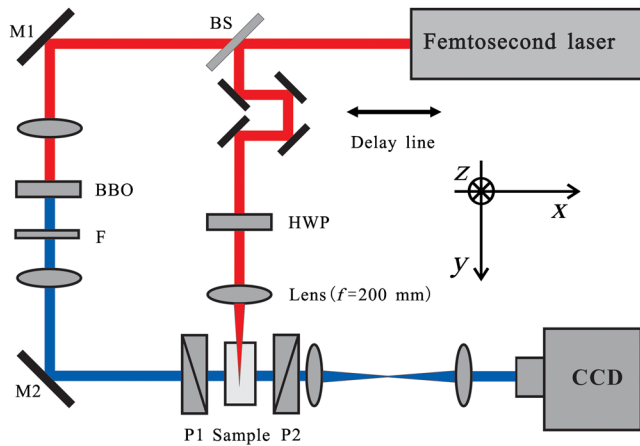 M1
BS
Femtosecond laser
Delay line
BBO
F
HWP
Z
x
y
Lens(f=200 mm)
M2
CCD
P1 Sample P2